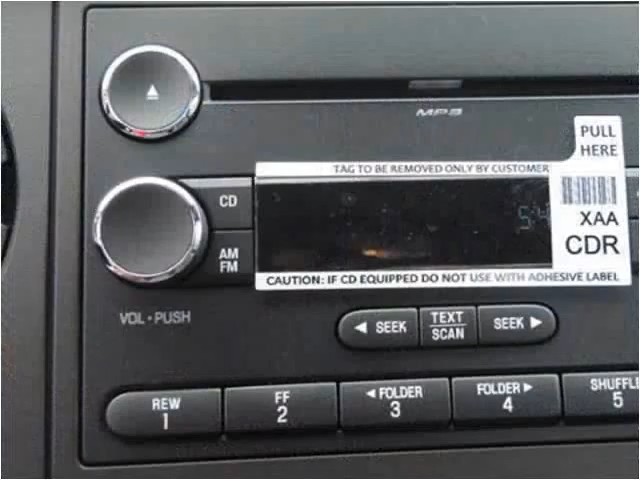 MP3
PULL
HERE
TAG TO BE REMOVED ONLY BY CUSTOMER
CD
XAA
CDR
AM
FM
CAUTION: IF CD EQUIPPED DO NOT USE WITH ADHESIVE LABEL
VOL • PUSH
◄ SEEK
TEXT
SCAN
SEEK ►
REW
1
FF
2
◄ FOLDER
3
FOLDER ►
4
SHUFFLE
5